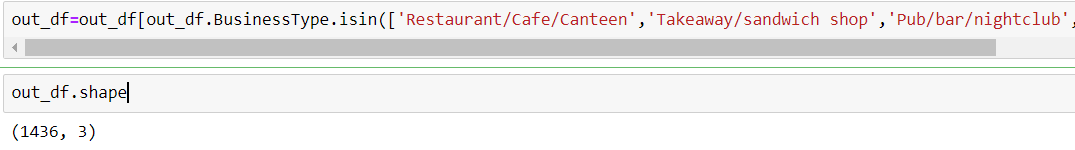 out_df=out_df[out_df.BusinessType.isin(['Restaurant/Cafe/Canteen','Takeaway/sandwich shop','Pub/bar/nightclub',
out_df.shape
(1436, 3)